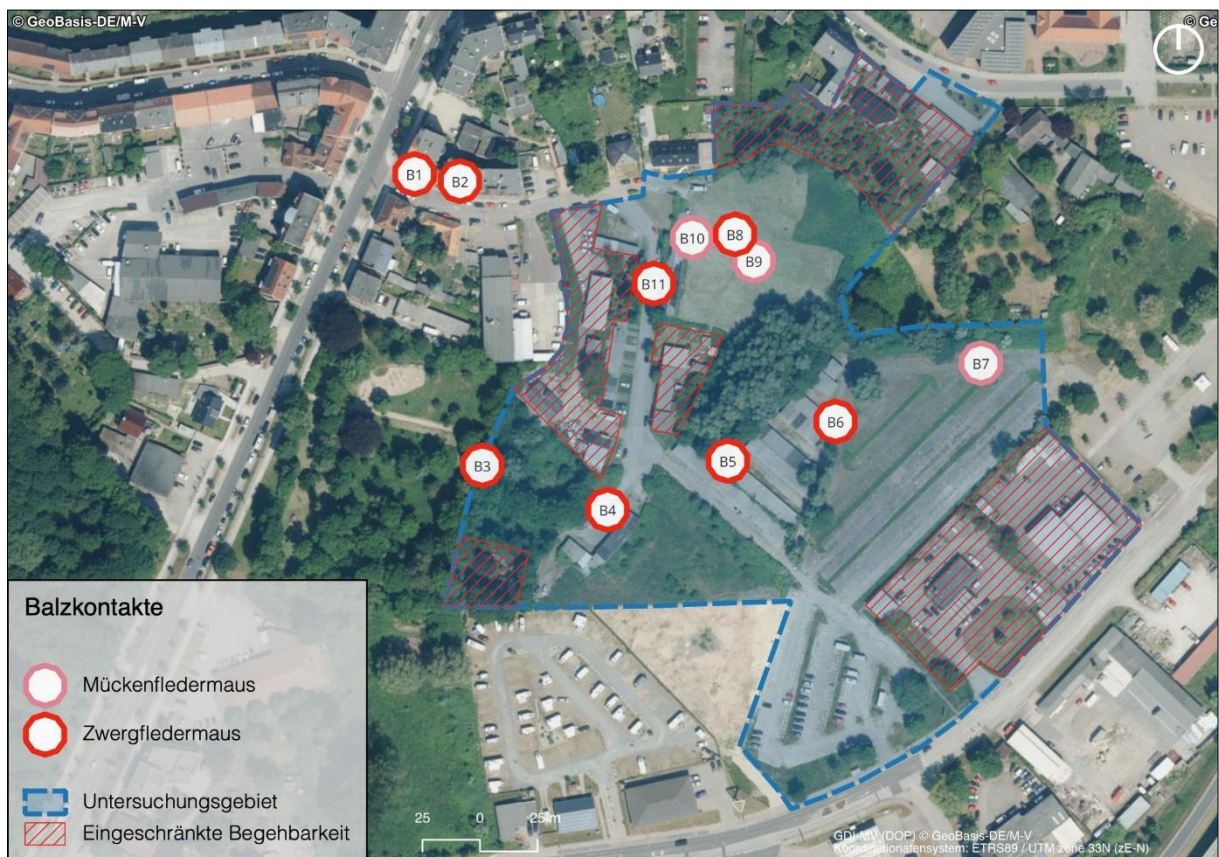 © GeoBasis-DE/M-V
© Ge
B1
B2
B10
B8
B9
B11
B7
B6
B3
B5
B4
Balzkontakte
Mückenfledermaus
Zwergfledermaus
Untersuchungsgebiet
Eingeschränkte Begehbarkeit
25 0 25 m
GDI-MV (DOP) © GeoBasis-DE/M-V
Koordinatensystem: ETRS89 / UTM zone 33N (zE-N)